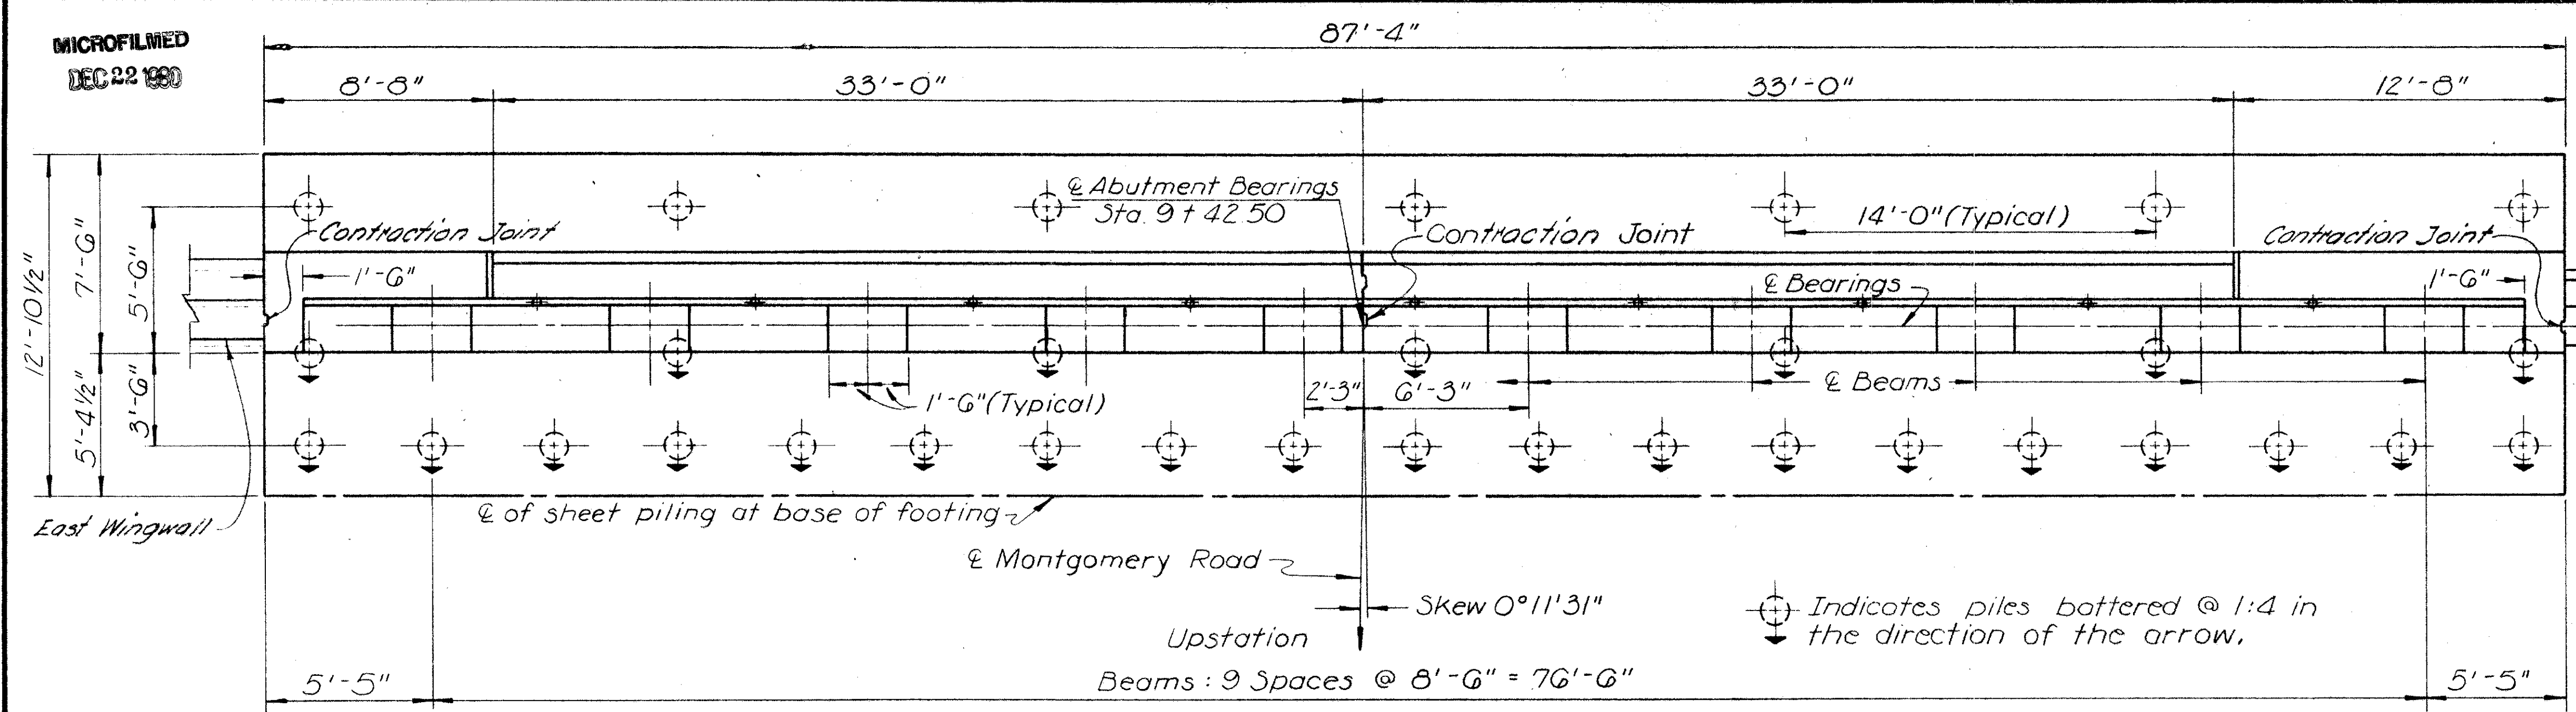 MICROFILMED
DEC 22 1980
87'-4"
8'-8"
33'-0"
33'-0"
12'-8"
℄ Abutment Bearings
Sta. 9+42.50
14'-0" (Typical)
Contraction Joint
Contraction Joint
Contraction Joint
12'-10½"
7'-6"
5'-6"
1'-6"
℄ Bearings
1'-6"
5'-4½"
3'-6"
1'-6" (Typical)
2'-3"
6'-3"
℄ Beams
East Wingwall
℄ of sheet piling at base of footing
℄ Montgomery Road
Skew 0°11'31"
Upstation
Indicates piles battered @ 1:4 in
the direction of the arrow.
5'-5"
Beams: 9 Spaces @ 8'-6" = 76'-6"
5'-5"